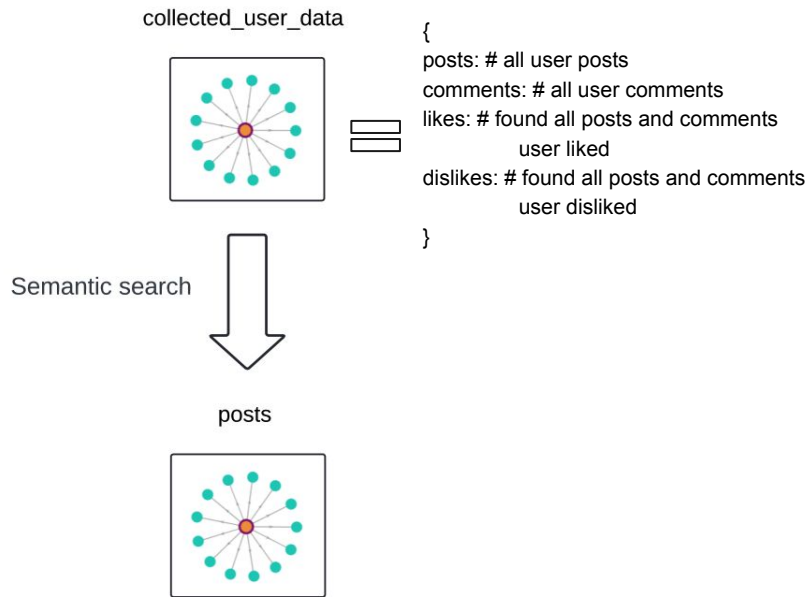 collected_user_data
{
posts: # all user posts
comments: # all user comments
likes: # found all posts and comments
user liked
dislikes: # found all posts and comments
user disliked
}
Semantic search
posts